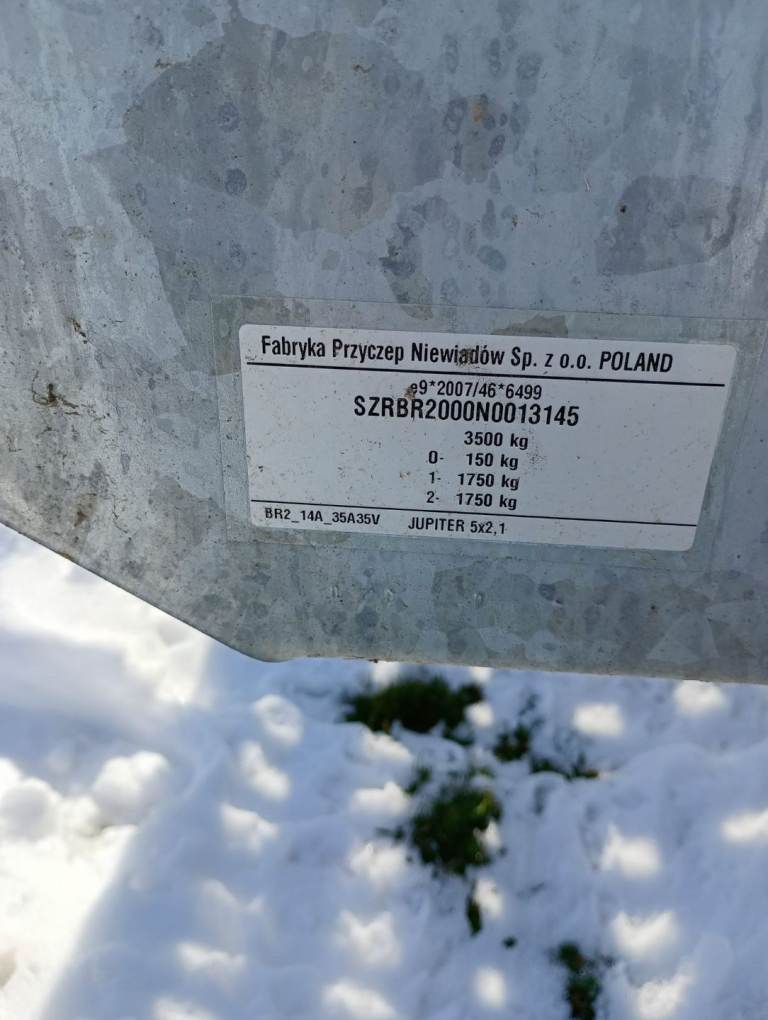 Fabryka Przyczep Niewiadów Sp. z o.o. POLAND
e9*2007/46*6499
SZRBR2000N0013145
3500 kg
0- 150 kg
1- 1750 kg
2- 1750 kg
BR2_14A_35A35V JUPITER 5x2,1